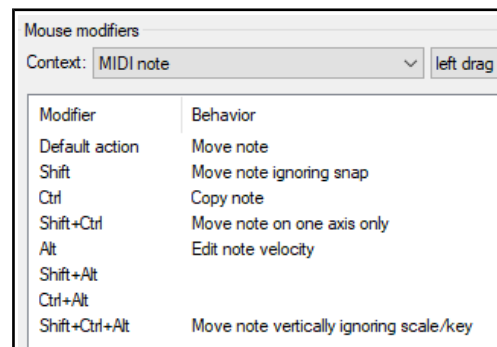 Mouse modifiers
Context: MIDI note left drag
Modifier Behavior
Default action Move note
Shift Move note ignoring snap
Ctrl Copy note
Shift+Ctrl Move note on one axis only
Alt Edit note velocity
Shift+Alt
Ctrl+Alt
Shift+Ctrl+Alt Move note vertically ignoring scale/key